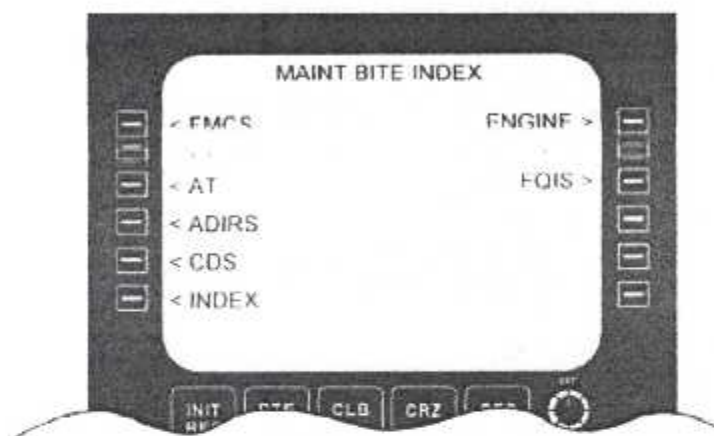 MAINT BITE INDEX
< FMCS ENGINE >
< AT FQIS >
< ADIRS
< CDS
< INDEX
INIT CLB CRZ